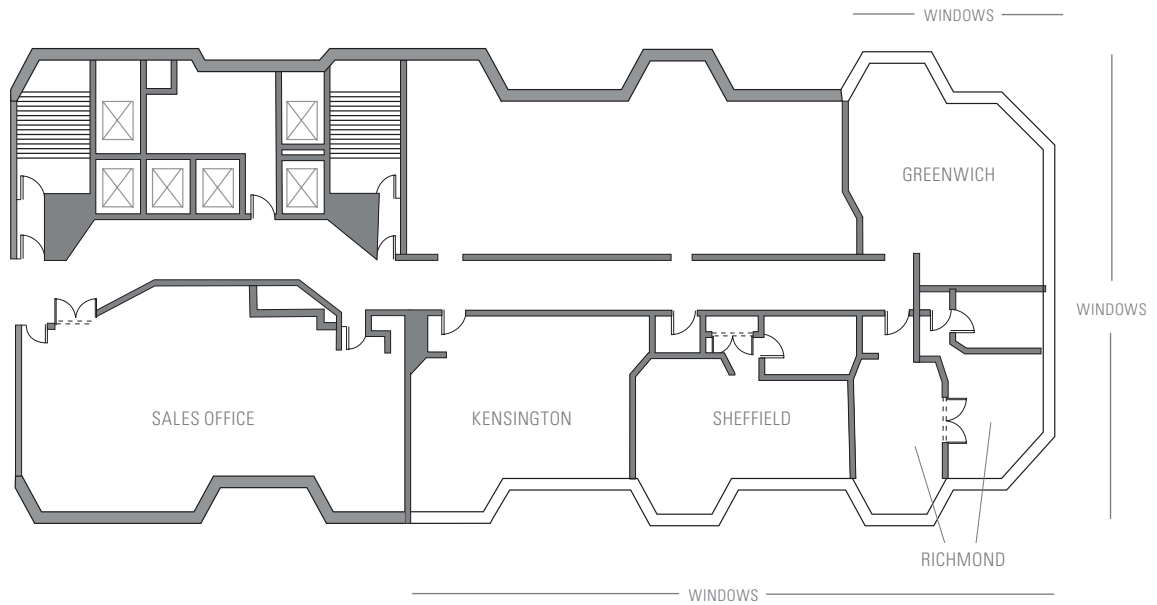 WINDOWS
GREENWICH
WINDOWS
SALES OFFICE
KENSINGTON
SHEFFIELD
RICHMOND
WINDOWS